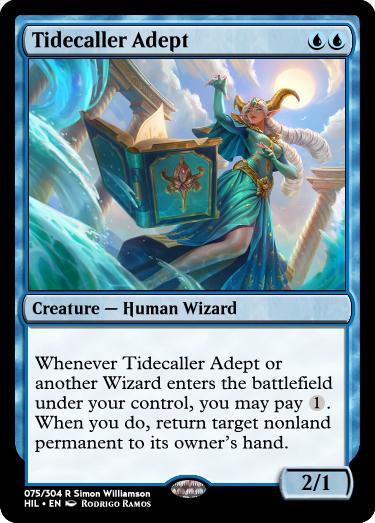 Tidecaller Adept
Creature — Human Wizard
Whenever Tidecaller Adept or
another Wizard enters the battlefield
under your control, you may pay 1.
When you do, return target nonland
permanent to its owner's hand.
2/1
075/304 R Simon Williamson
HIL • EN Rodrigo Ramos